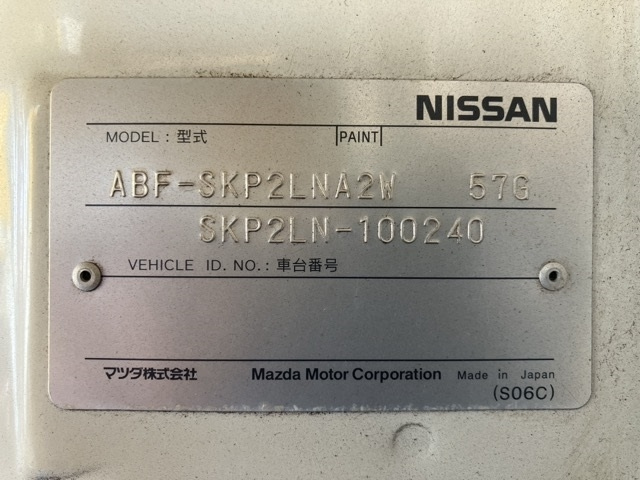 NISSAN
MODEL : 型式 PAINT
ABF-SKP2LNA2W 57G
SKP2LN-100240
VEHICLE ID. NO. : 車台番号
マツダ株式会社 Mazda Motor Corporation Made in Japan
(S06C)